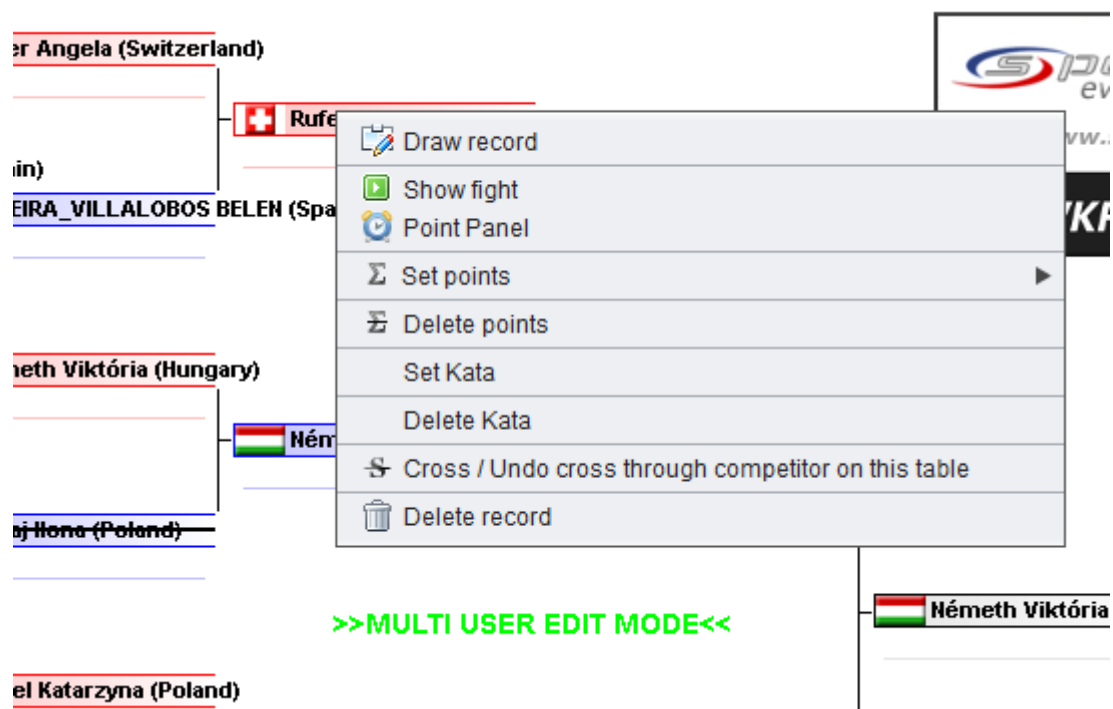 er Angela (Switzerland)
Rufe
Draw record
in)
Show fight
EIRA_VILLALOBOS BELEN (Spa
Point Panel
Set points
Delete points
neth Viktória (Hungary)
Set Kata
Delete Kata
Ném
Cross / Undo cross through competitor on this table
Delete record
aj Ilona (Poland)
Németh Viktória
>>MULTI USER EDIT MODE<<
el Katarzyna (Poland)